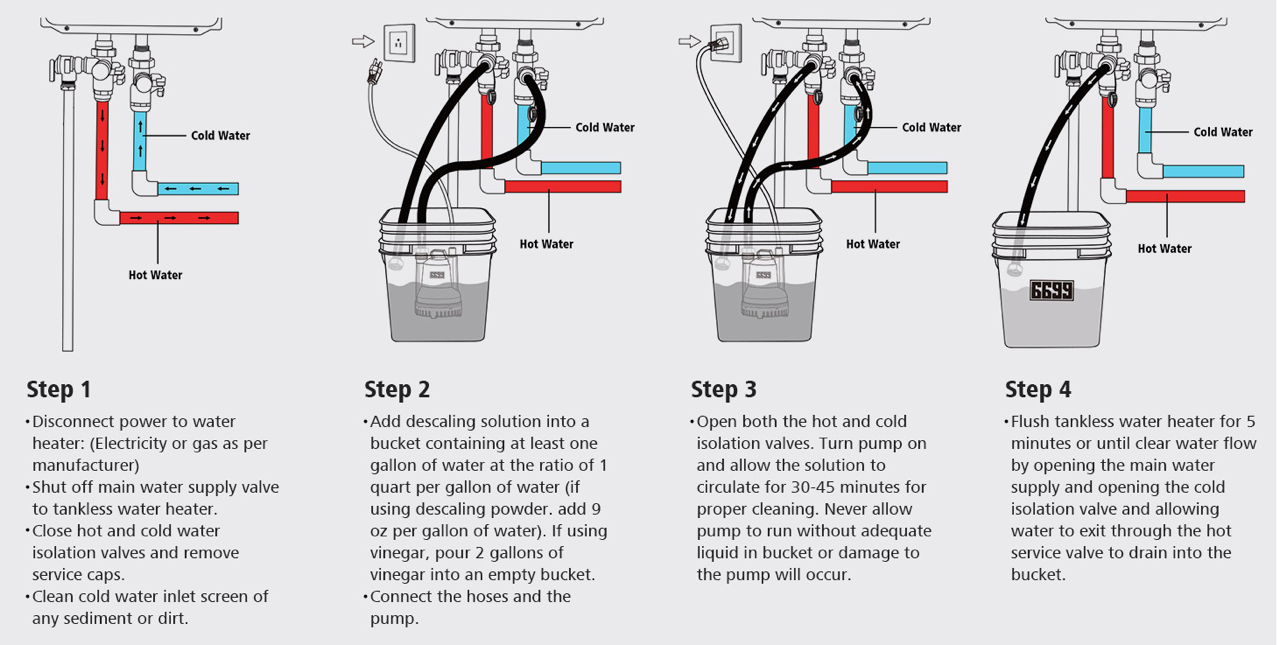 Cold Water
Hot Water
Cold Water
Hot Water
6699
Cold Water
Hot Water
6699
Cold Water
Hot Water
6699
Step 1
•Disconnect power to water
heater: (Electricity or gas as per
manufacturer)
•Shut off main water supply valve
to tankless water heater.
•Close hot and cold water
isolation valves and remove
service caps.
•Clean cold water inlet screen of
any sediment or dirt.
Step 2
•Add descaling solution into a
bucket containing at least one
gallon of water at the ratio of 1
quart per gallon of water (if
using descaling powder. add 9
oz per gallon of water). If using
vinegar, pour 2 gallons of
vinegar into an empty bucket.
•Connect the hoses and the
pump.
Step 3
•Open both the hot and cold
isolation valves. Turn pump on
and allow the solution to
circulate for 30-45 minutes for
proper cleaning. Never allow
pump to run without adequate
liquid in bucket or damage to
the pump will occur.
Step 4
•Flush tankless water heater for 5
minutes or until clear water flow
by opening the main water
supply and opening the cold
isolation valve and allowing
water to exit through the hot
service valve to drain into the
bucket.